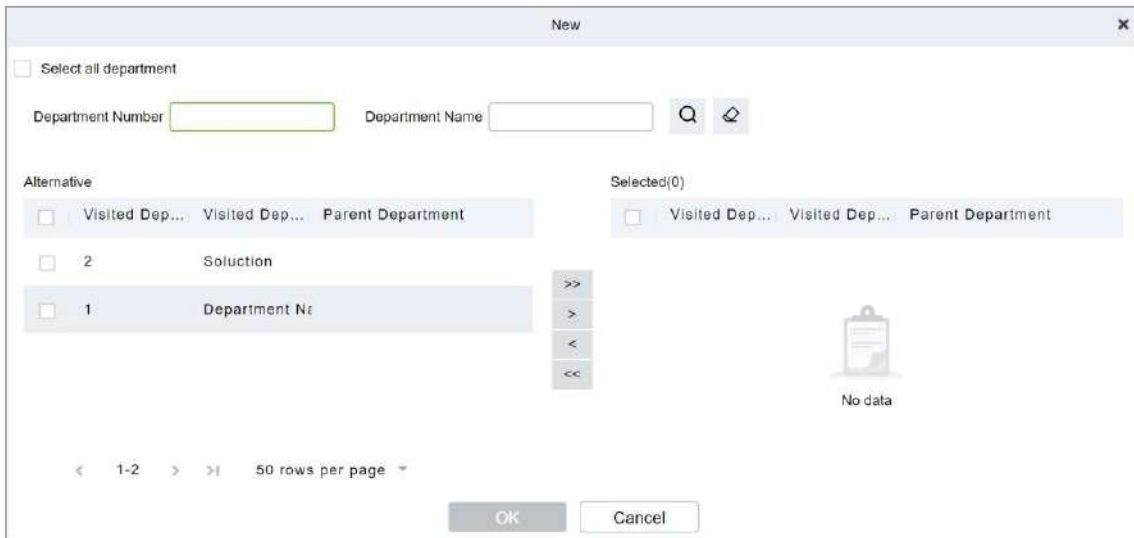 New
Select all department
Department Number Department Name
Alternative Selected(0)
Visited Dep... Visited Dep... Parent Department Visited Dep... Visited Dep... Parent Department
2 Soluction
1 Department Na
>>
>
<
<<
No data
< 1-2 > >| 50 rows per page
OK Cancel